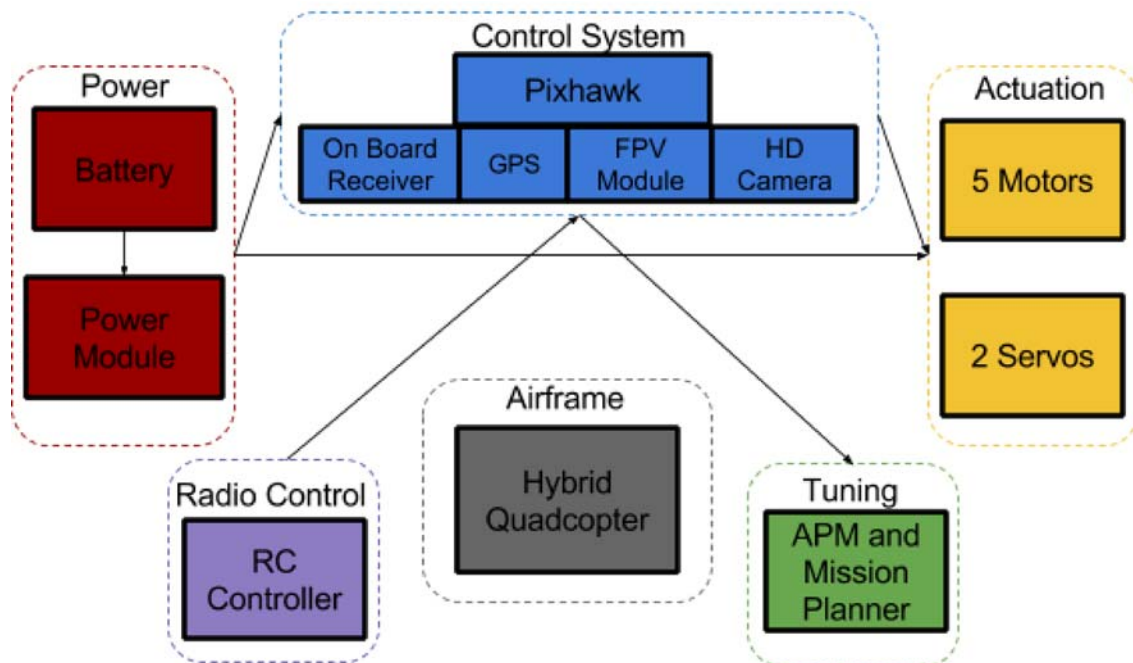 Control System
Pixhawk
On Board
Receiver
GPS
FPV
Module
HD
Camera
Power
Battery
Power
Module
Actuation
5 Motors
2 Servos
Radio Control
RC
Controller
Airframe
Hybrid
Quadcopter
Tuning
APM and
Mission
Planner